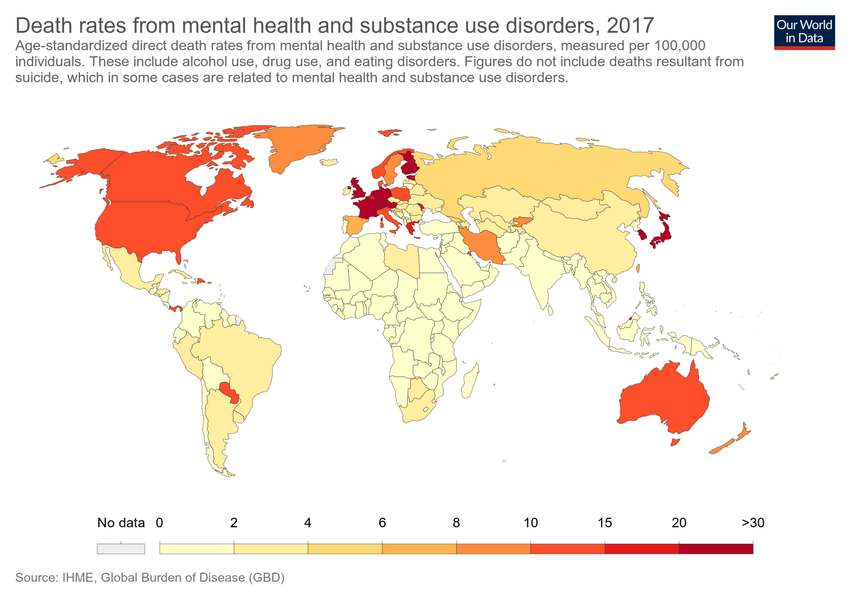 Death rates from mental health and substance use disorders, 2017
Our World
in Data
Age-standardized direct death rates from mental health and substance use disorders, measured per 100,000
individuals. These include alcohol use, drug use, and eating disorders. Figures do not include deaths resultant from
suicide, which in some cases are related to mental health and substance use disorders.
No data 0 2 4 6 8 10 15 20 >30
Source: IHME, Global Burden of Disease (GBD)